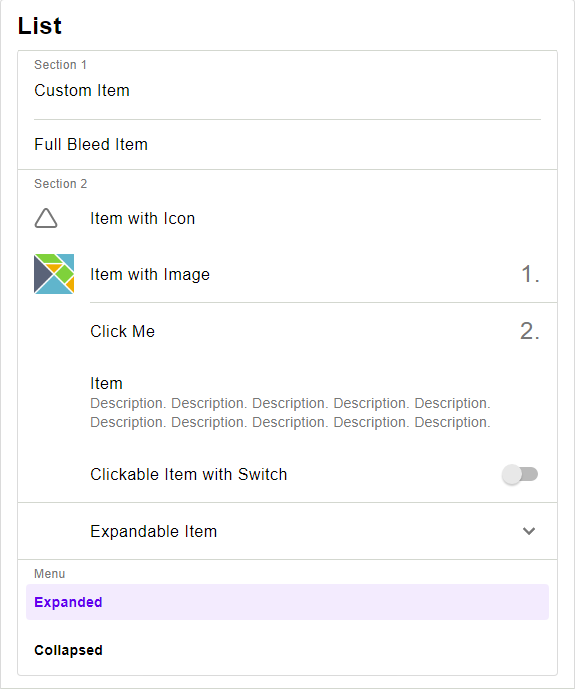 List
Section 1
Custom Item
Full Bleed Item
Section 2
Item with Icon
Item with Image 1.
Click Me 2.
Item
Description. Description. Description. Description. Description.
Description. Description. Description. Description. Description.
Clickable Item with Switch
Expandable Item
Menu
Expanded
Collapsed